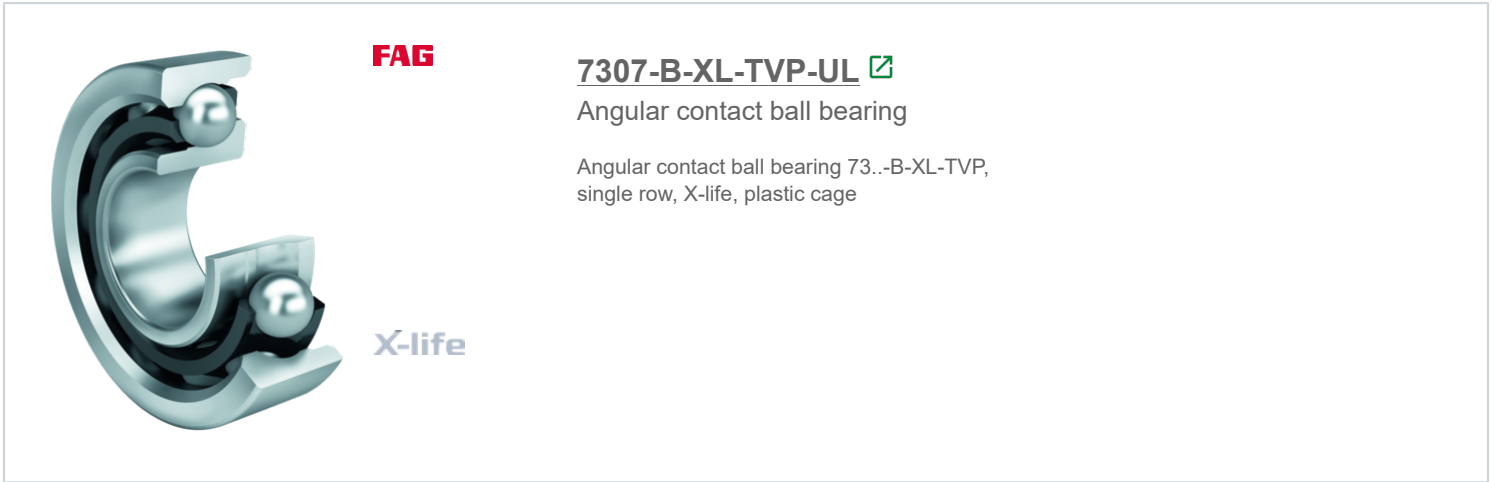 FAG
7307-B-XL-TVP-UL
Angular contact ball bearing
Angular contact ball bearing 73..-B-XL-TVP,
single row, X-life, plastic cage
X-life